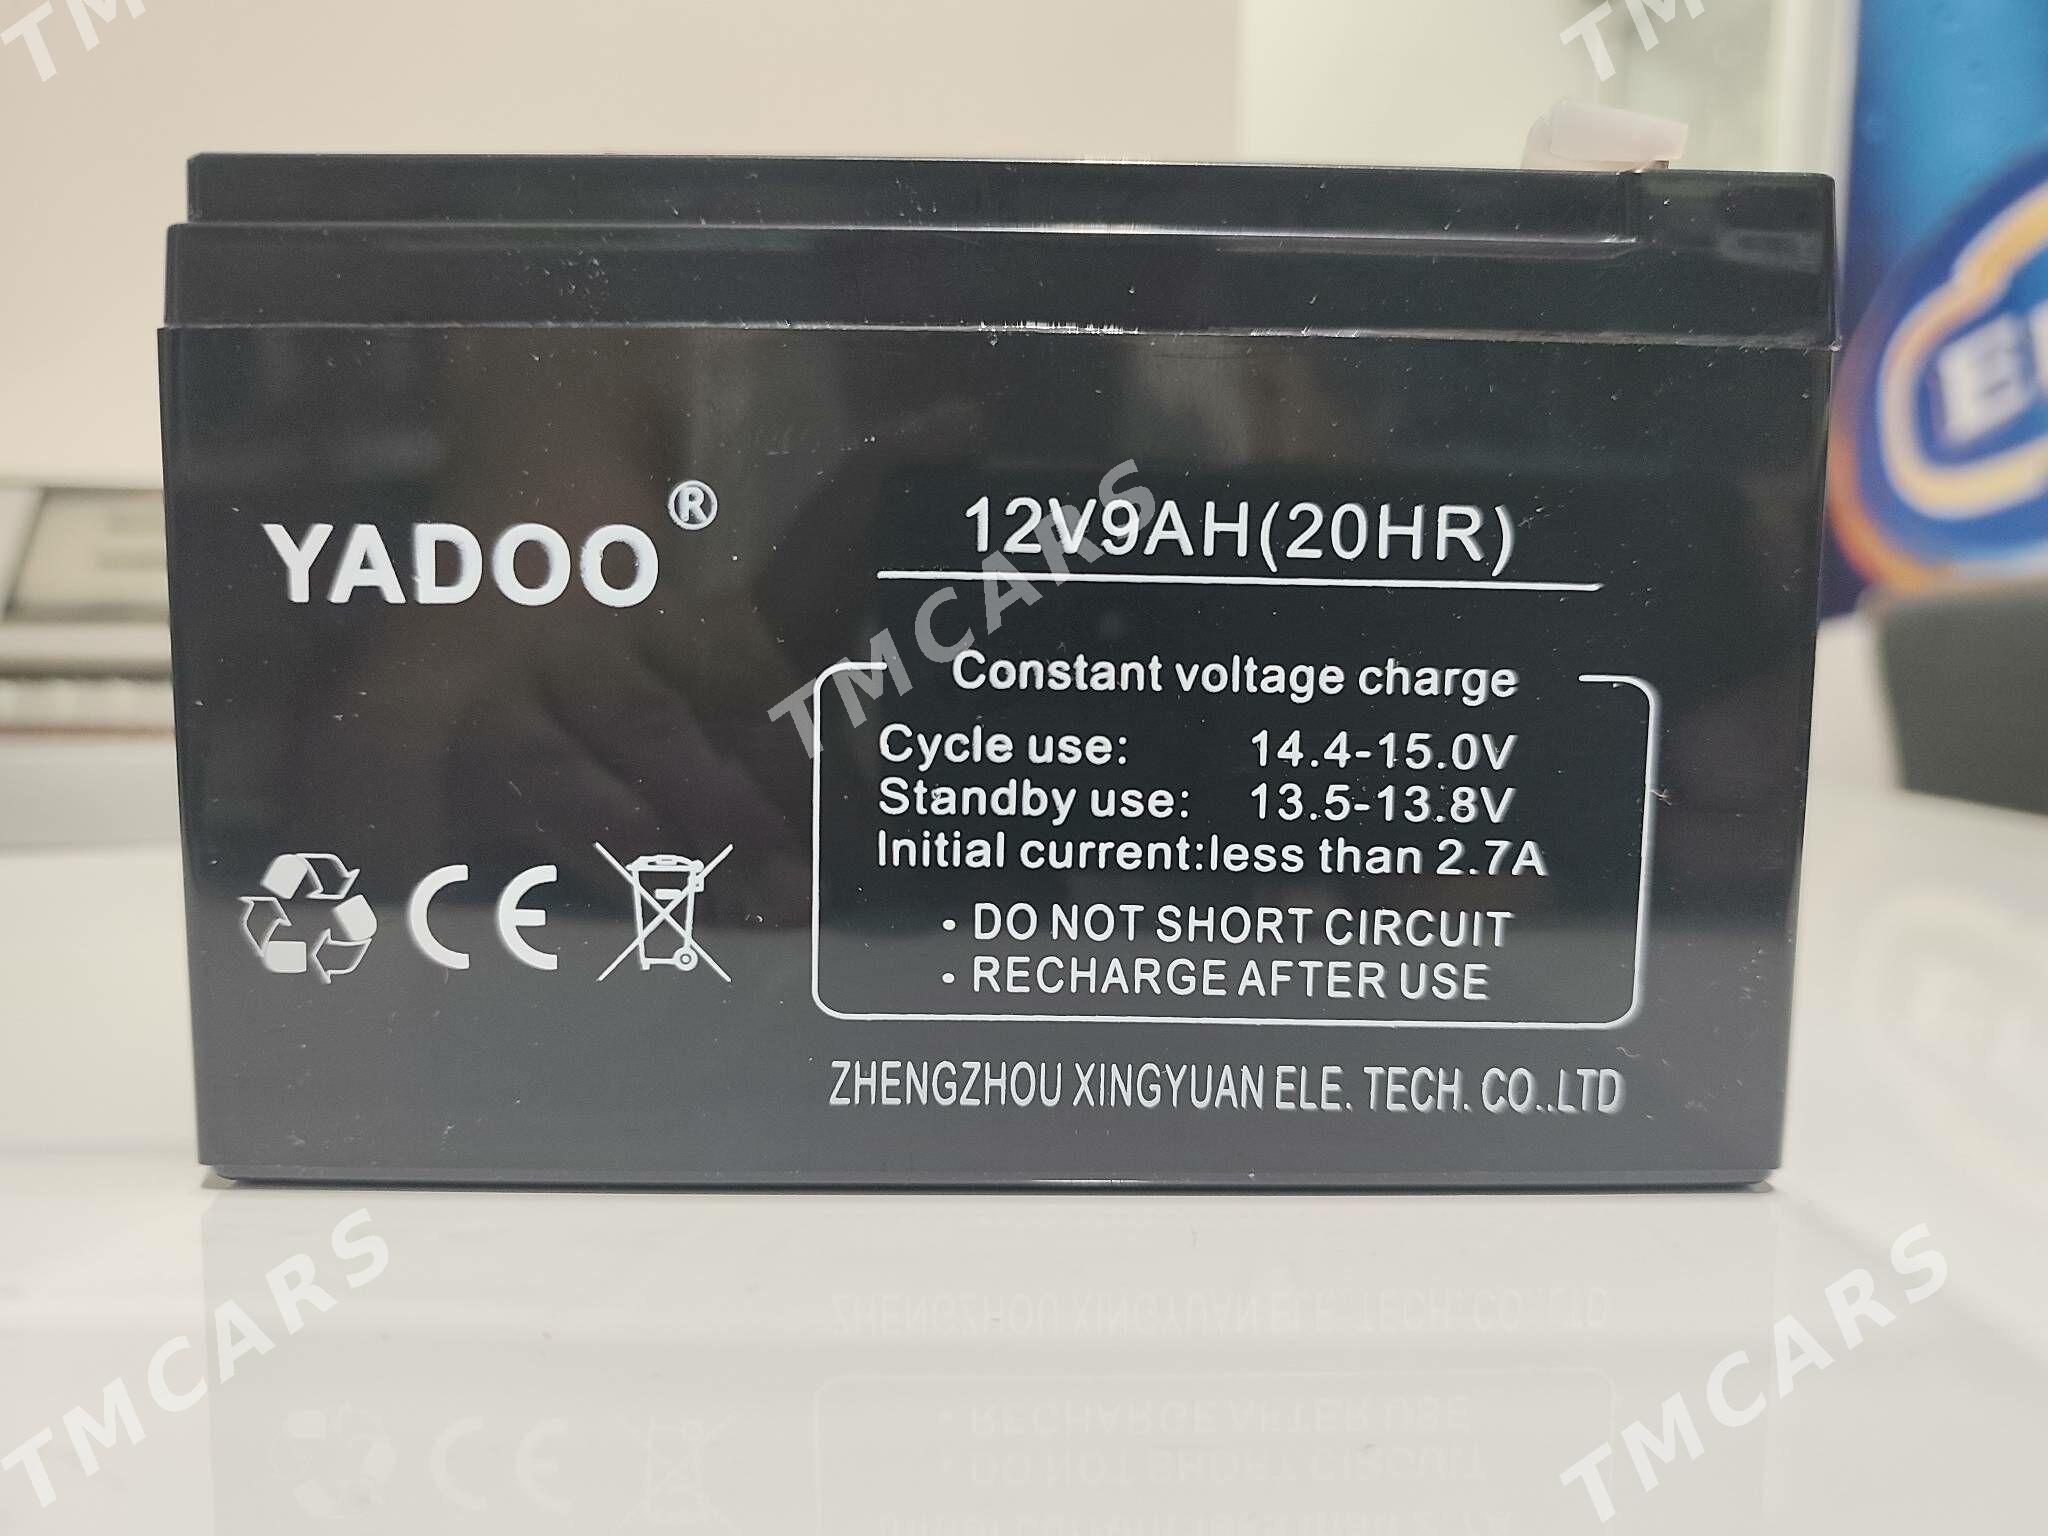 YADOO®
12V9AH(20HR)
Constant voltage charge
Cycle use: 14.4-15.0V
Standby use: 13.5-13.8V
Initial current:less than 2.7A
• DO NOT SHORT CIRCUIT
• RECHARGE AFTER USE
CE
ZHENGZHOU XINGYUAN ELE. TECH. CO.,LTD
TMCARS
TMCARS
TMCARS